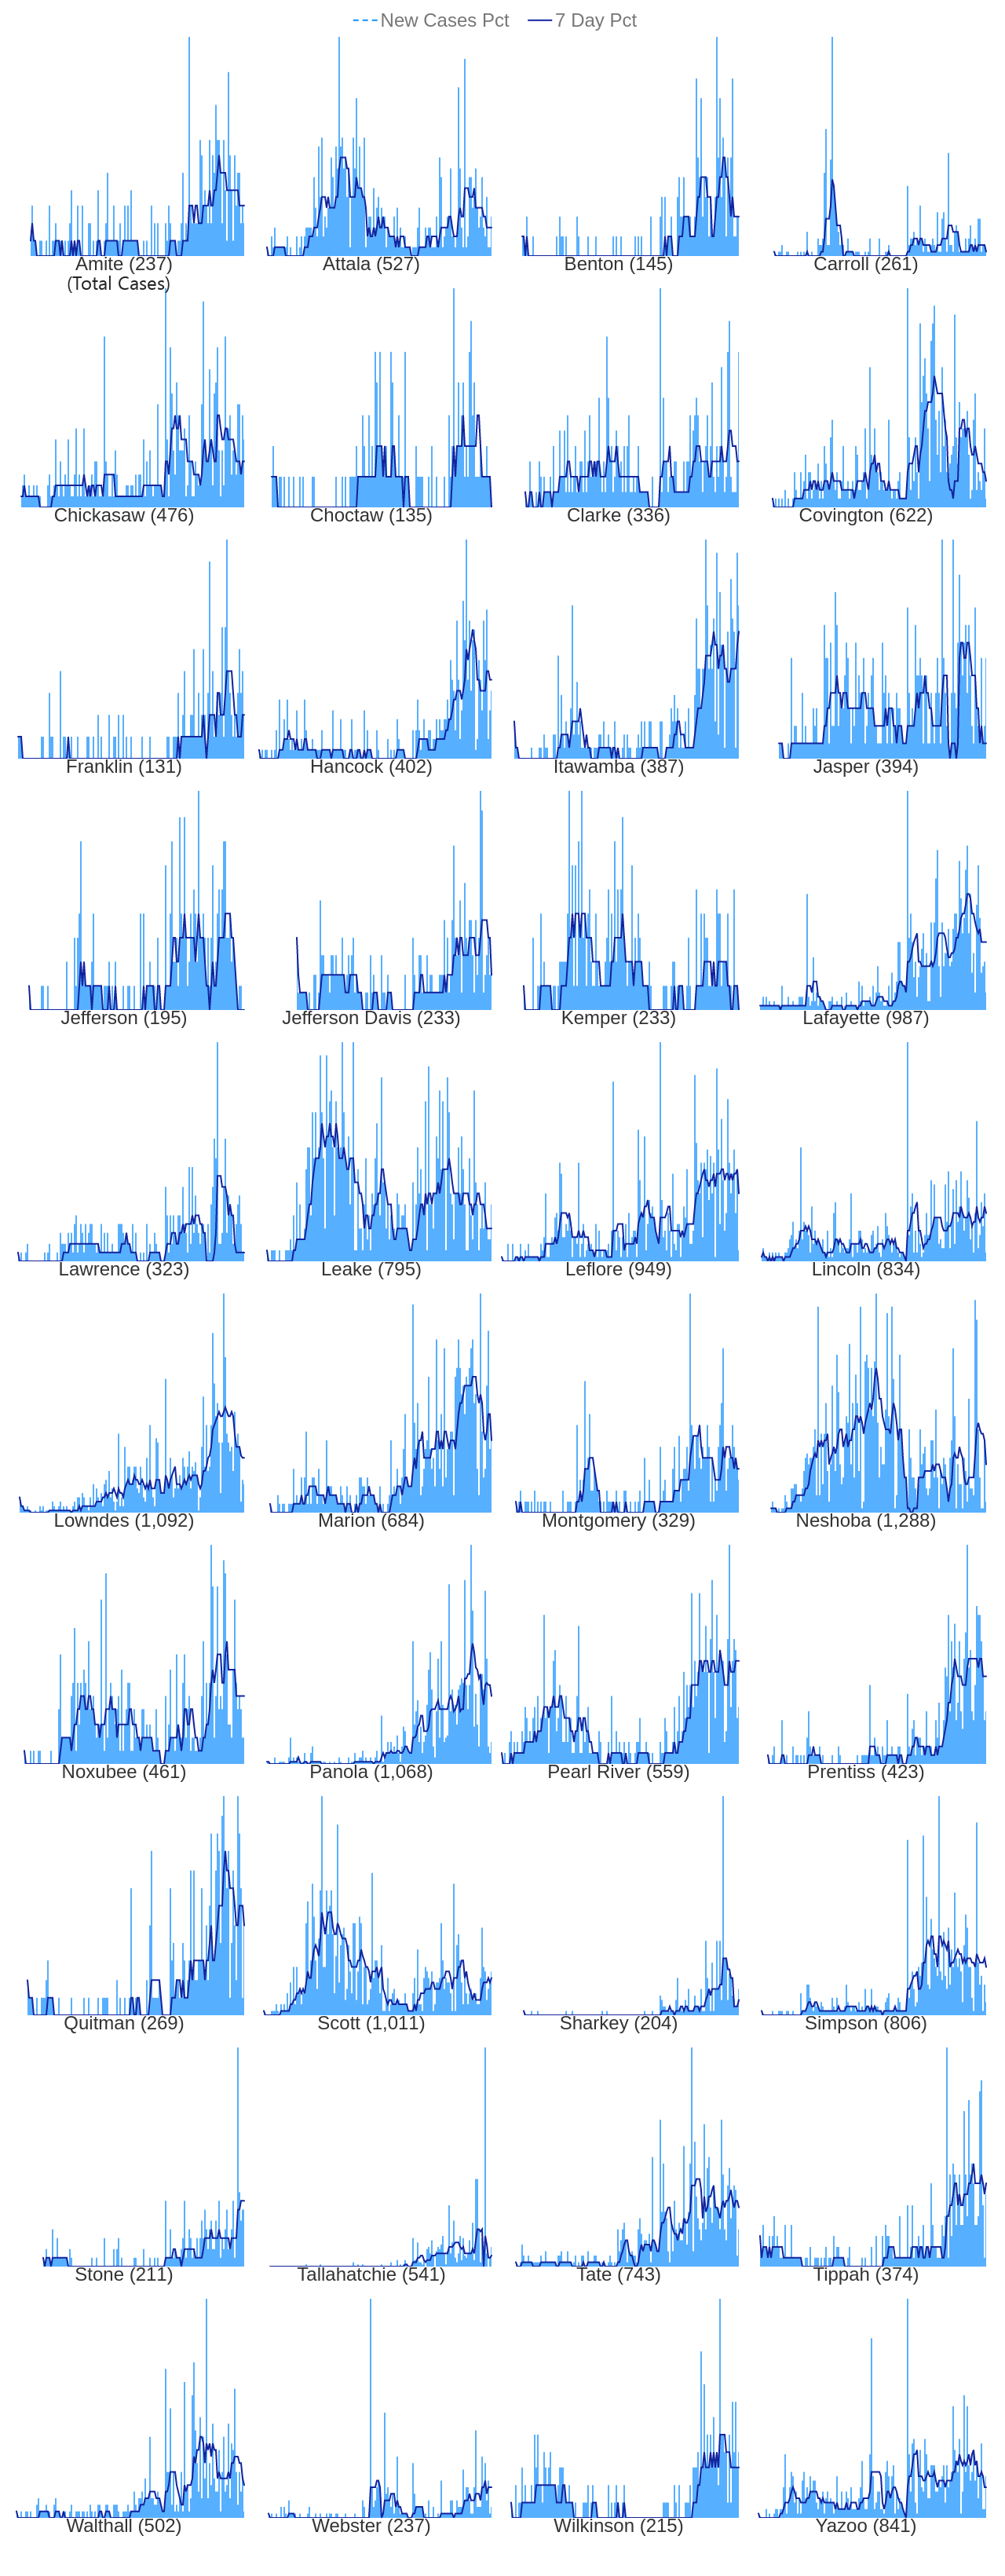 New Cases Pct 7 Day Pct
Amite (237) Attala (527) Benton (145) Carroll (261)
(Total Cases)
Chickasaw (476) Choctaw (135) Clarke (336) Covington (622)
Franklin (131) Hancock (402) Itawamba (387) Jasper (394)
Jefferson (195) Jefferson Davis (233) Kemper (233) Lafayette (987)
Lawrence (323) Leake (795) Leflore (949) Lincoln (834)
Lowndes (1,092) Marion (684) Montgomery (329) Neshoba (1,288)
Noxubee (461) Panola (1,068) Pearl River (559) Prentiss (423)
Quitman (269) Scott (1,011) Sharkey (204) Simpson (806)
Stone (211) Tallahatchie (541) Tate (743) Tippah (374)
Walthall (502) Webster (237) Wilkinson (215) Yazoo (841)